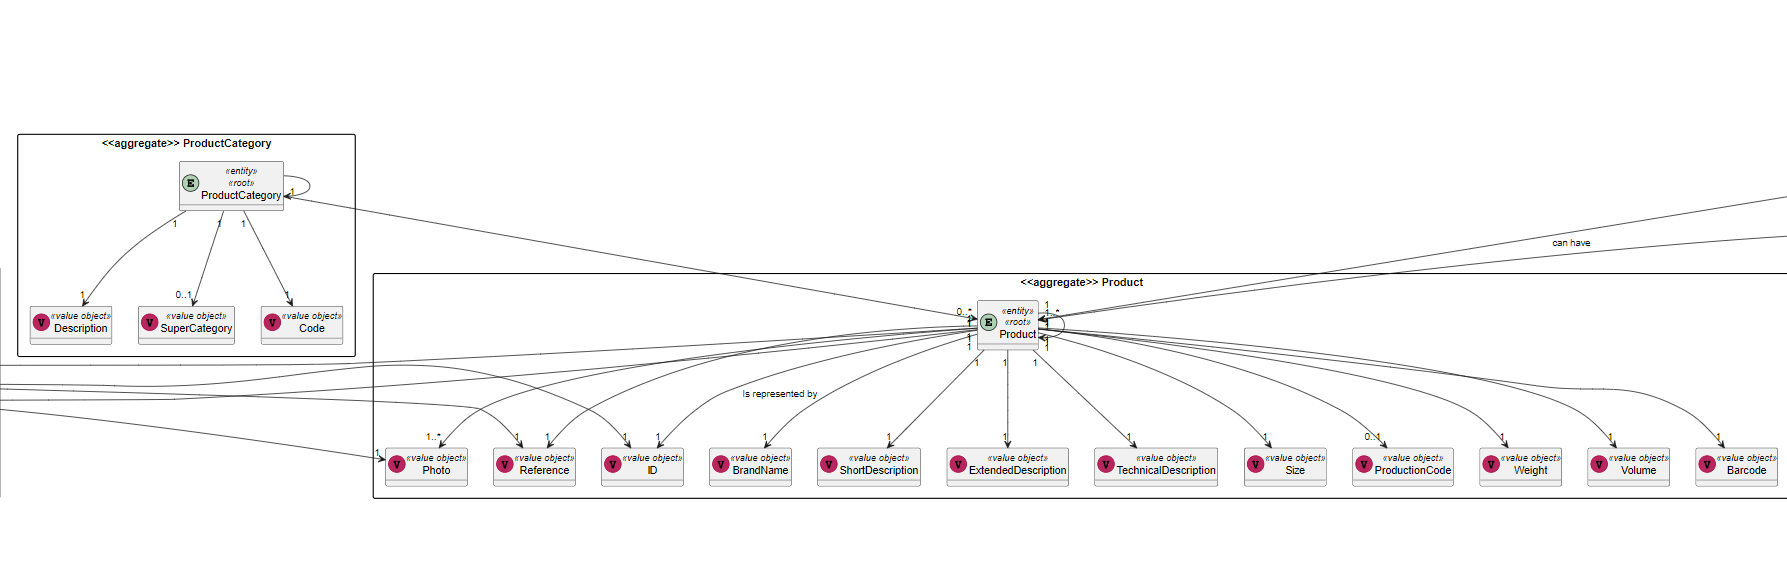 <<aggregate>> ProductCategory
«entity»
«root»
E
ProductCategory
1
1
1
1
can have
1
0..1
1
<<aggregate>> Product
V
«value object»
Description
V
«value object»
SuperCategory
V
«value object»
Code
0..*
1
«entity»
«root»
E
Product
1
1
1
1
1
1
1
Is represented by
1..*
1
1
1
1
1
1
1
1
1
0..1
1
1
1
1
V
«value object»
Photo
V
«value object»
Reference
V
«value object»
ID
V
«value object»
BrandName
V
«value object»
ShortDescription
V
«value object»
ExtendedDescription
V
«value object»
TechnicalDescription
V
«value object»
Size
V
«value object»
ProductionCode
V
«value object»
Weight
V
«value object»
Volume
V
«value object»
Barcode